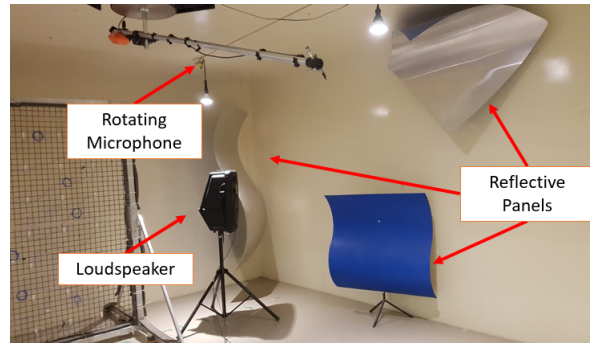 Rotating
Microphone
Reflective
Panels
Loudspeaker